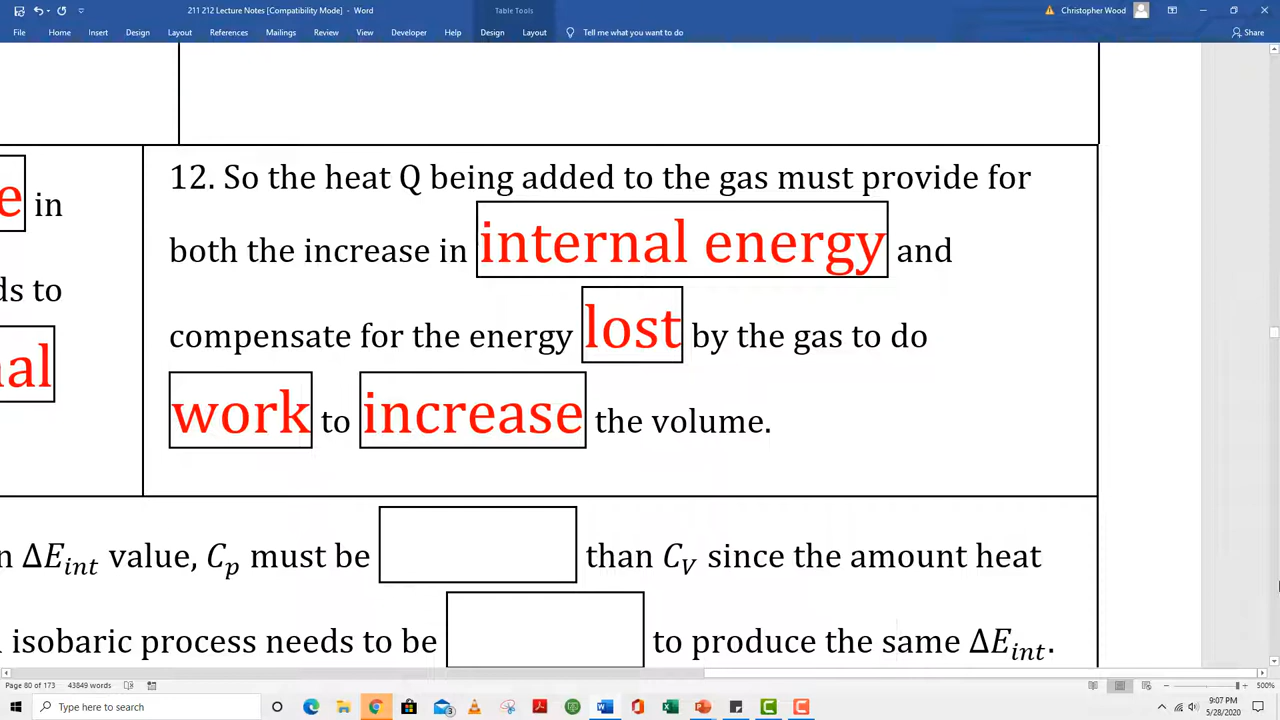 211 212 Lecture Notes [Compatibility Mode] - Word
Table Tools
Christopher Wood
File Home Insert Design Layout References Mailings Review View Developer Help Design Layout Tell me what you want to do Share
12. So the heat Q being added to the gas must provide for
e in
both the increase in internal energy and
ds to
compensate for the energy lost by the gas to do
nal
work to increase the volume.
n ΔE_int value, C_p must be than C_V since the amount heat
isobaric process needs to be to produce the same ΔE_int.
Page 80 of 173 43849 words 500%
Type here to search
9:07 PM
5/28/2020